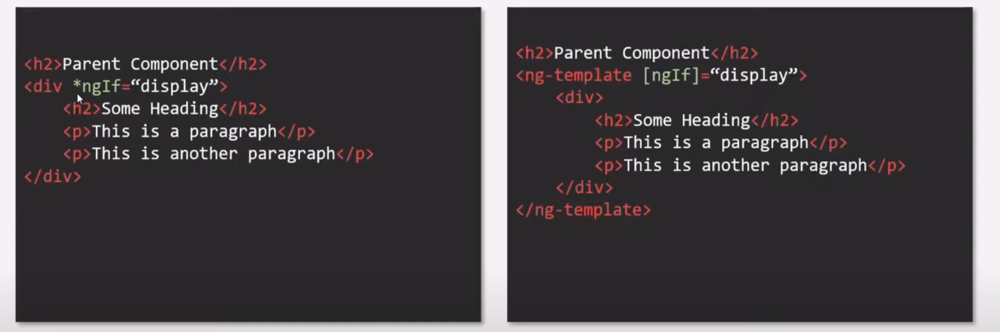 <h2>Parent Component</h2>
<div *ngIf=“display”>
<h2>Some Heading</h2>
<p>This is a paragraph</p>
<p>This is another paragraph</p>
</div>
<h2>Parent Component</h2>
<ng-template [ngIf]=“display”>
<div>
<h2>Some Heading</h2>
<p>This is a paragraph</p>
<p>This is another paragraph</p>
</div>
</ng-template>